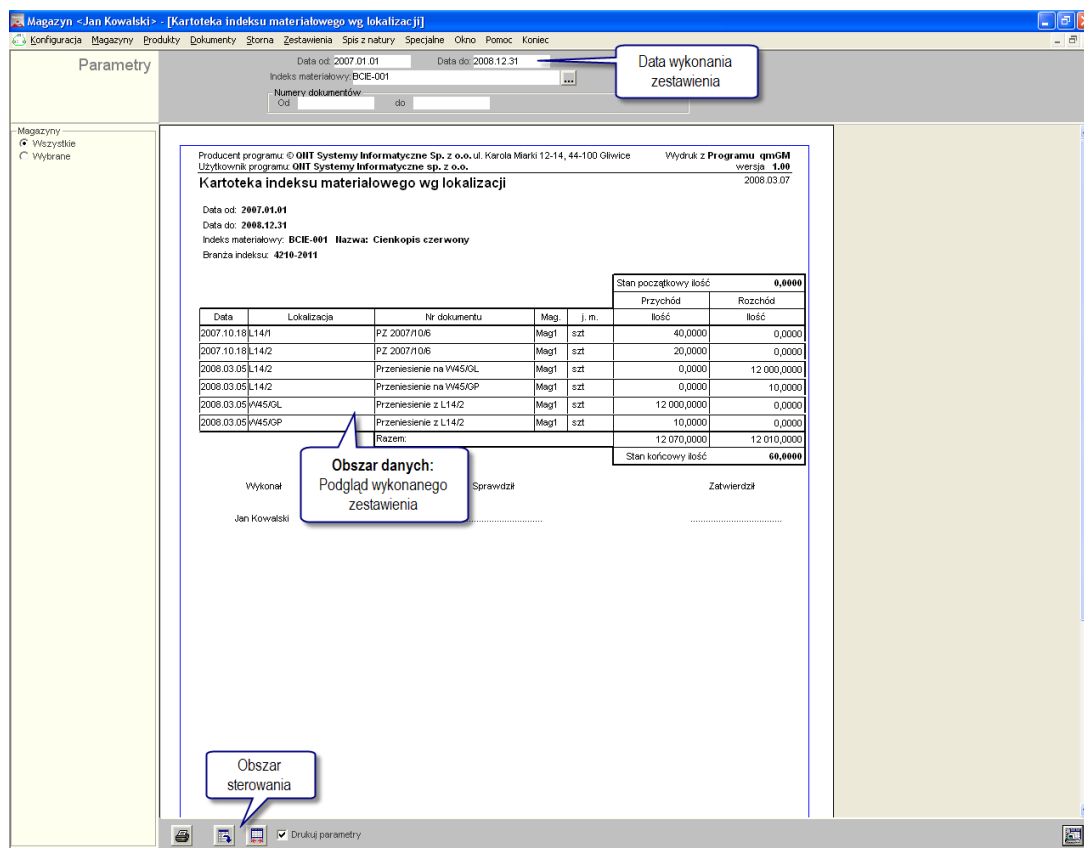 Magazyn <Jan Kowalski> - [Kartoteka indeksu materiałowego wg lokalizacji]
Konfiguracja Magazyny Produkty Dokumenty Storna Zestawienia Spis z natury Specjalne Okno Pomoc Koniec
Parametry
Data od: 2007.01.01 Data do: 2008.12.31
Indeks materiałowy: BCIE-001 ...
Numery dokumentów
Od do
Data wykonania
zestawienia
Magazyny
Wszystkie
Wybrane
Producent programu: © QNT Systemy Informatyczne Sp. z o.o. ul. Karola Miarki 12-14, 44-100 Gliwice Wydruk z Programu qmGM
Użytkownik programu: QNT Systemy Informatyczne sp. z o.o. wersja 1.00
Kartoteka indeksu materialowego wg lokalizacji 2008.03.07
Data od: 2007.01.01
Data do: 2008.12.31
Indeks materiałowy: BCIE-001 Nazwa: Cienkopis czerwony
Branża indeksu: 4210-2011
Stan początkowy ilość 0,0000
Przychód Rozchód
Data Lokalizacja Nr dokumentu Mag. j. m. Ilość Ilość
2007.10.18 L14/1 PZ 2007/10/6 Mag1 szt 40,0000 0,0000
2007.10.18 L14/2 PZ 2007/10/6 Mag1 szt 20,0000 0,0000
2008.03.05 L14/2 Przeniesienie na W45/GL Mag1 szt 0,0000 12 000,0000
2008.03.05 L14/2 Przeniesienie na W45/GP Mag1 szt 0,0000 10,0000
2008.03.05 W45/GL Przeniesienie z L14/2 Mag1 szt 12 000,0000 0,0000
2008.03.05 W45/GP Przeniesienie z L14/2 Mag1 szt 10,0000 0,0000
Razem: 12 070,0000 12 010,0000
Stan końcowy ilość 60,0000
Obszar danych:
Podgląd wykonanego
zestawienia
Wykonał Sprawdził Zatwierdził
Jan Kowalski
Obszar
sterowania
Drukuj parametry